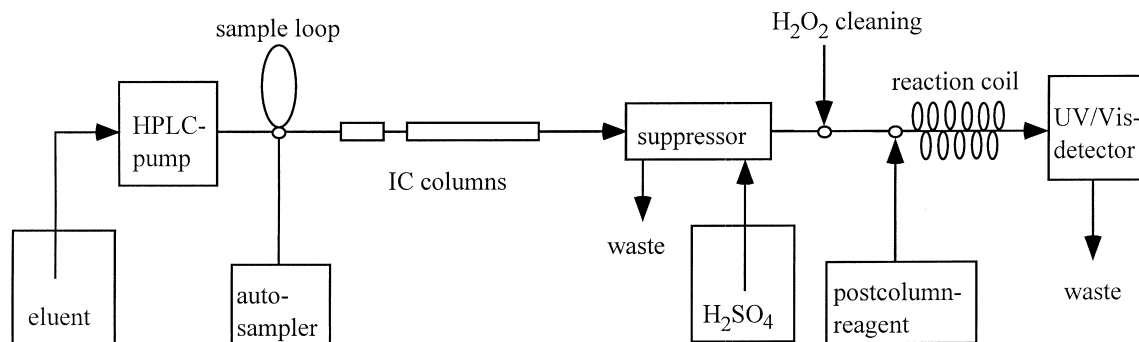 sample loop
H₂O₂ cleaning
reaction coil
HPLC-
pump
suppressor
UV/Vis-
detector
IC columns
waste
eluent
auto-
sampler
H₂SO₄
postcolumn-
reagent
waste